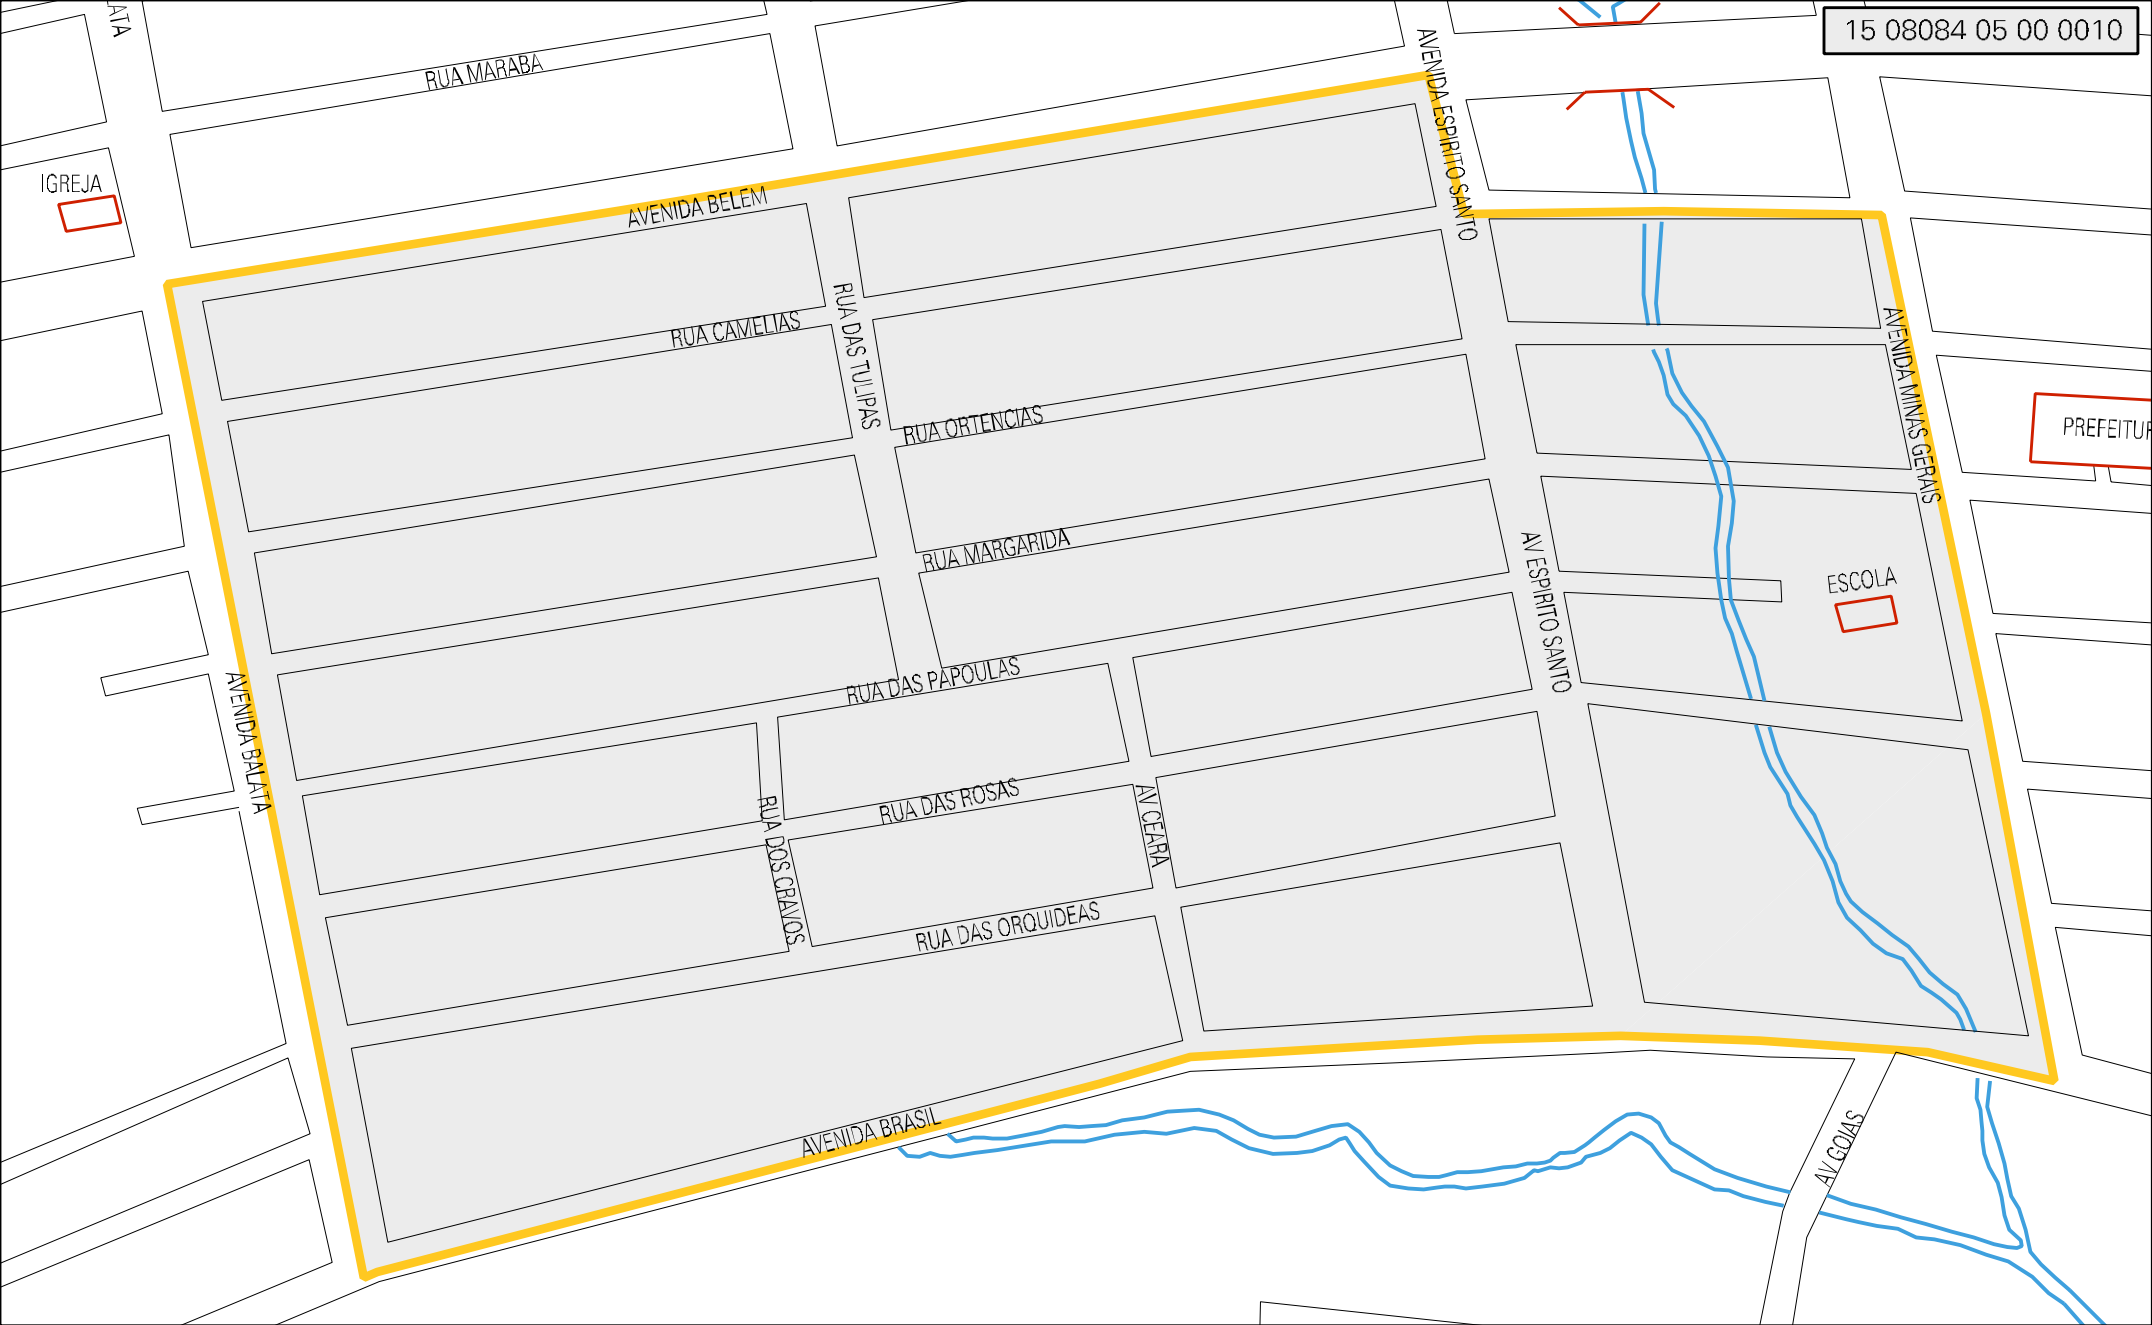 ATA
15 08084 05 00 0010
RUA MARABA
AVENIDA ESPIRITO SANTO
IGREJA
AVENIDA BELEM
RUA CAMELIAS
RUA DAS TULIPAS
AVENIDA MINAS GERAIS
RUA ORTENCIAS
PREFEITUR
RUA MARGARIDA
AV ESPIRITO SANTO
ESCOLA
RUA DAS PAPOULAS
AVENIDA BALATA
RUA DAS ROSAS
RUA DOS CRAVOS
AV CEARA
RUA DAS ORQUIDEAS
AVENIDA BRASIL
AV GOIAS